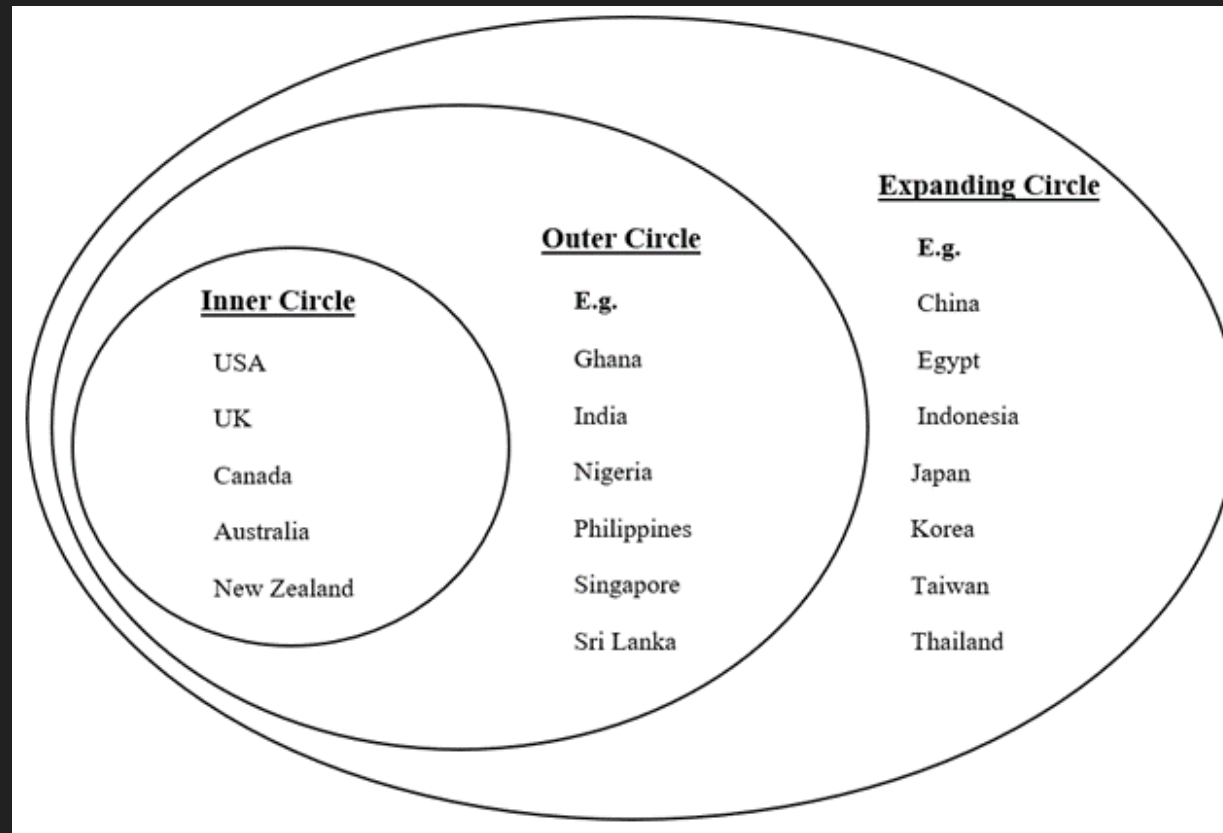 Inner Circle
USA
UK
Canada
Australia
New Zealand
Outer Circle
E.g.
Ghana
India
Nigeria
Philippines
Singapore
Sri Lanka
Expanding Circle
E.g.
China
Egypt
Indonesia
Japan
Korea
Taiwan
Thailand